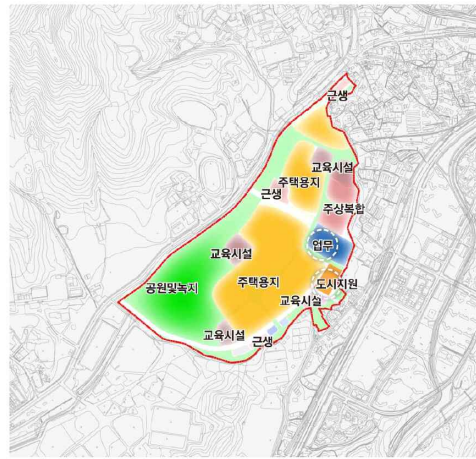 근생
교육시설
주택용지
근생
주상복합
업무
교육시설
도시지원
공원및녹지
주택용지
교육시설
교육시설
근생